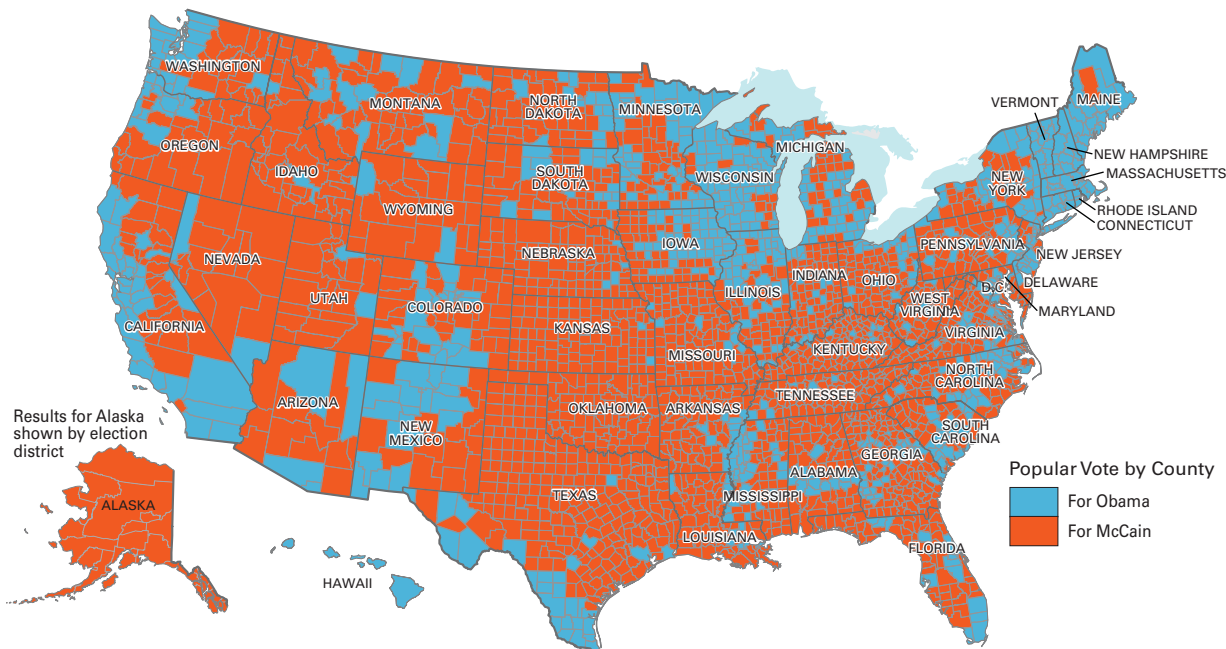 WASHINGTON
OREGON
IDAHO
MONTANA
WYOMING
NEVADA
UTAH
COLORADO
CALIFORNIA
ARIZONA
NEW
MEXICO
NORTH
DAKOTA
SOUTH
DAKOTA
NEBRASKA
KANSAS
OKLAHOMA
TEXAS
MINNESOTA
IOWA
MISSOURI
ARKANSAS
LOUISIANA
WISCONSIN
ILLINOIS
MICHIGAN
INDIANA
OHIO
KENTUCKY
TENNESSEE
MISSISSIPPI
ALABAMA
GEORGIA
FLORIDA
SOUTH
CAROLINA
NORTH
CAROLINA
VIRGINIA
WEST
VIRGINIA
PENNSYLVANIA
NEW
YORK
VERMONT
MAINE
NEW HAMPSHIRE
MASSACHUSETTS
RHODE ISLAND
CONNECTICUT
NEW JERSEY
DELAWARE
D.C.
MARYLAND
Results for Alaska
shown by election
district
ALASKA
HAWAII
Popular Vote by County
For Obama
For McCain